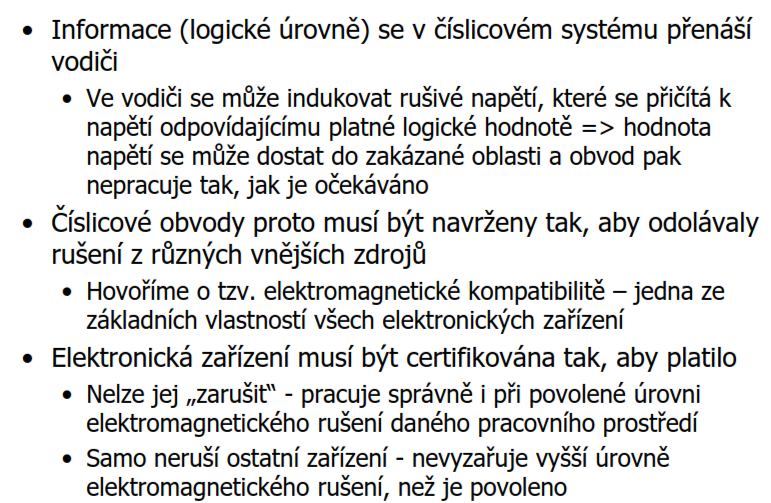 • Informace (logické úrovně) se v číslicovém systému přenáší
vodiči
• Ve vodiči se může indukovat rušivé napětí, které se přičítá k
napětí odpovídajícímu platné logické hodnotě => hodnota
napětí se může dostat do zakázané oblasti a obvod pak
nepracuje tak, jak je očekáváno
• Číslicové obvody proto musí být navrženy tak, aby odolávaly
rušení z různých vnějších zdrojů
• Hovoříme o tzv. elektromagnetické kompatibilitě – jedna ze
základních vlastností všech elektronických zařízení
• Elektronická zařízení musí být certifikována tak, aby platilo
• Nelze jej „zarušit“ - pracuje správně i při povolené úrovni
elektromagnetického rušení daného pracovního prostředí
• Samo neruší ostatní zařízení - nevyzařuje vyšší úrovně
elektromagnetického rušení, než je povoleno